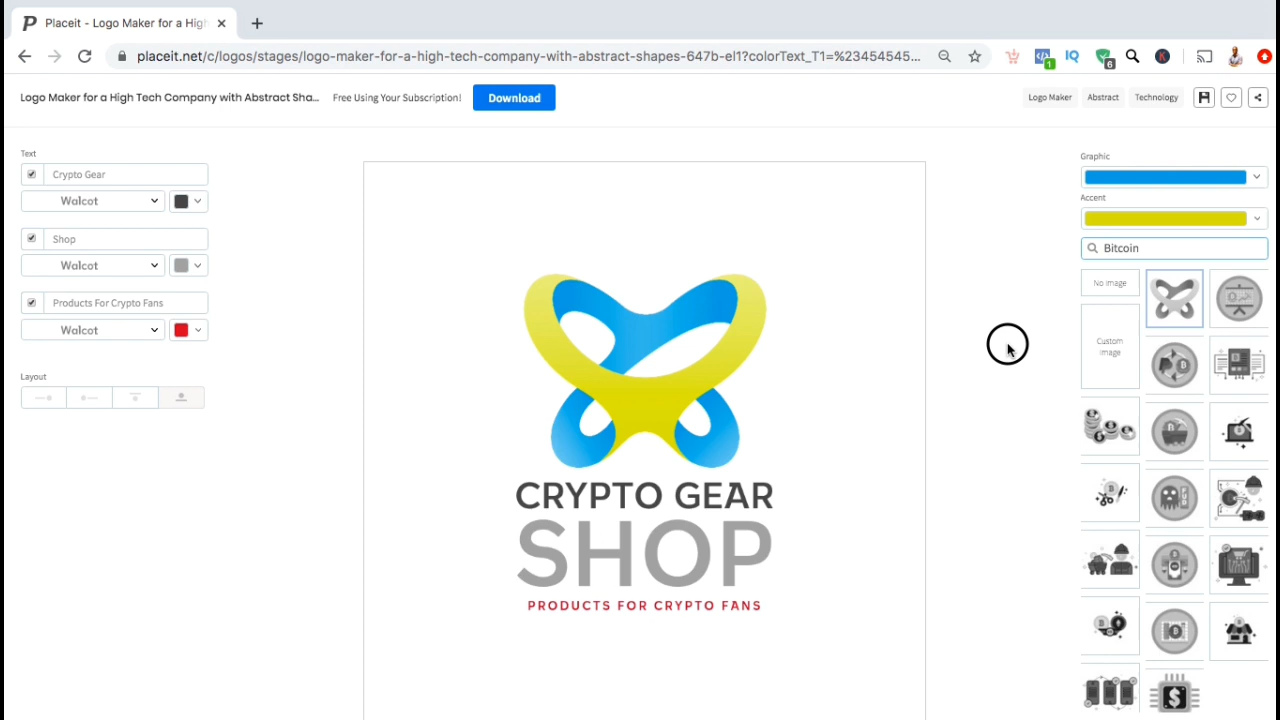 Placeit - Logo Maker for a High
placeit.net/c/logos/stages/logo-maker-for-a-high-tech-company-with-abstract-shapes-647b-el1?colorText_T1=%234545455...
1
6
Logo Maker for a High Tech Company with Abstract Sha...
Free Using Your Subscription!
Download
Logo Maker
Abstract
Technology
Text
Crypto Gear
Walcot
Shop
Walcot
Products For Crypto Fans
Walcot
Layout
CRYPTO GEAR
SHOP
PRODUCTS FOR CRYPTO FANS
Graphic
Accent
Bitcoin
No Image
Custom
Image